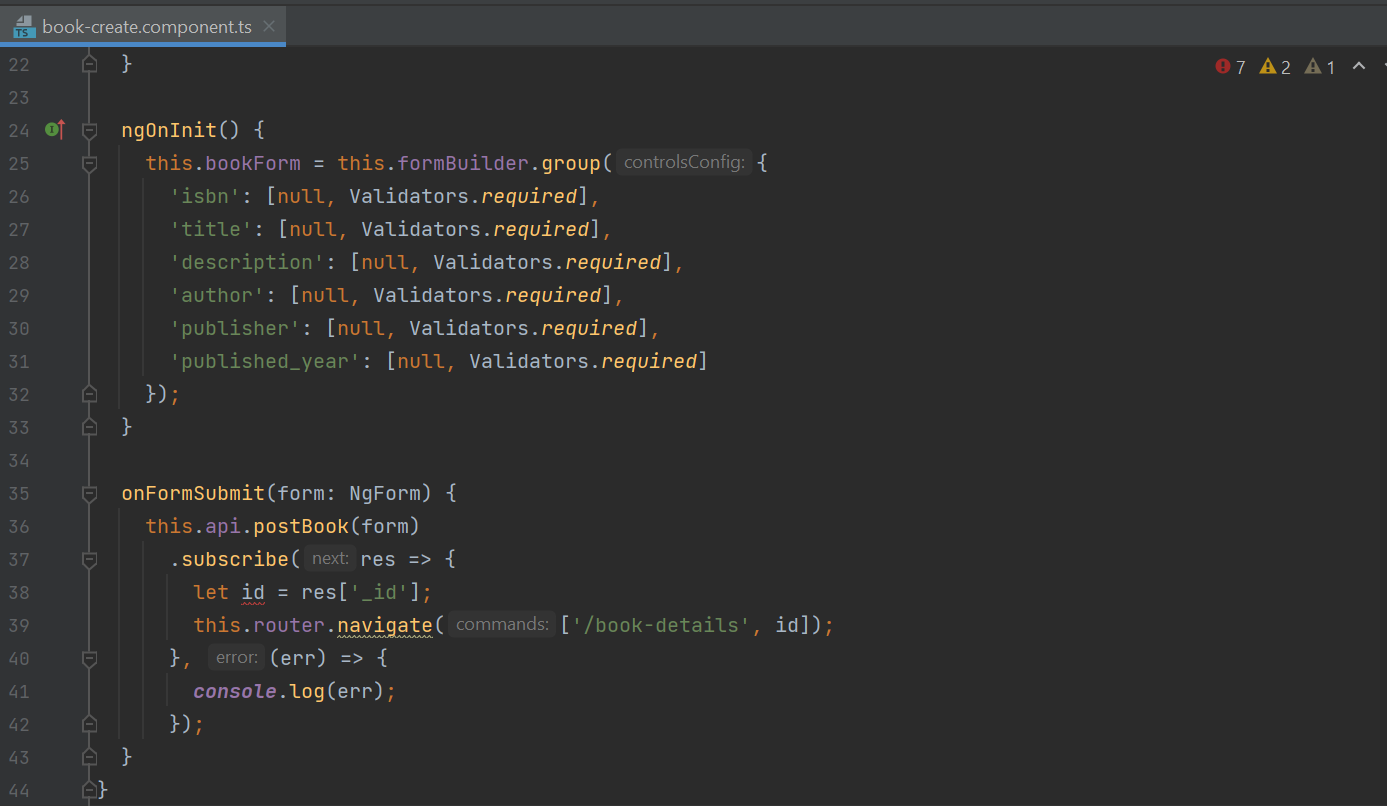 TS book-create.component.ts
7 2 1
22 }
23
24 I ngOnInit() {
25 this.bookForm = this.formBuilder.group( controlsConfig: {
26 'isbn': [null, Validators.required],
27 'title': [null, Validators.required],
28 'description': [null, Validators.required],
29 'author': [null, Validators.required],
30 'publisher': [null, Validators.required],
31 'published_year': [null, Validators.required]
32 });
33 }
34
35 onFormSubmit(form: NgForm) {
36 this.api.postBook(form)
37 .subscribe( next: res => {
38 let id = res['_id'];
39 this.router.navigate( commands: ['/book-details', id]);
40 }, error: (err) => {
41 console.log(err);
42 });
43 }
44 }